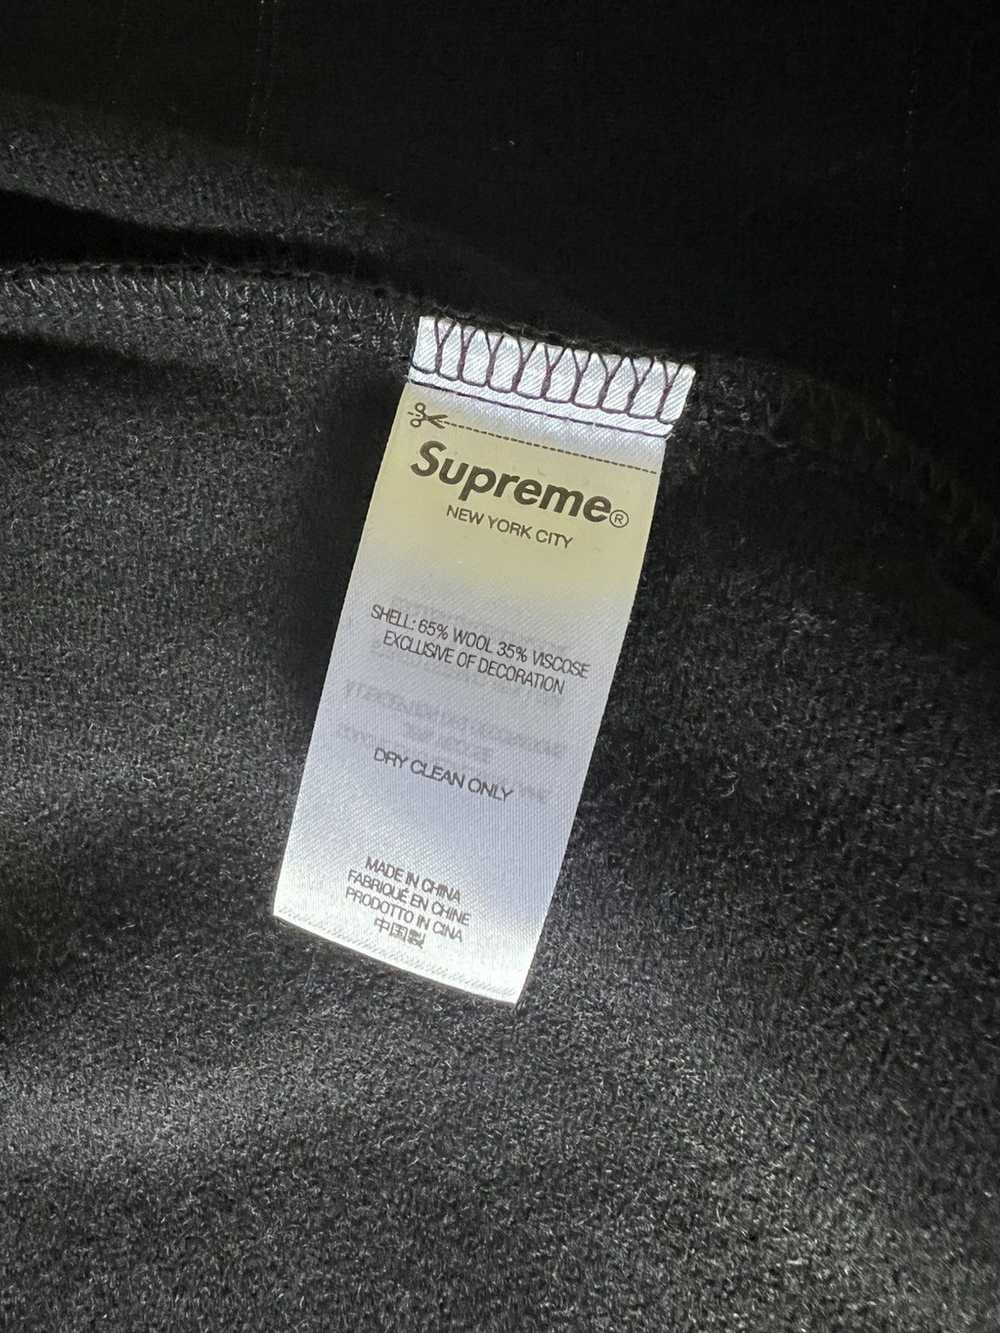 Supreme®
NEW YORK CITY
SHELL: 65% WOOL 35% VISCOSE
EXCLUSIVE OF DECORATION
DRY CLEAN ONLY
MADE IN CHINA
FABRIQUÉ EN CHINE
PRODOTTO IN CINA
中国製